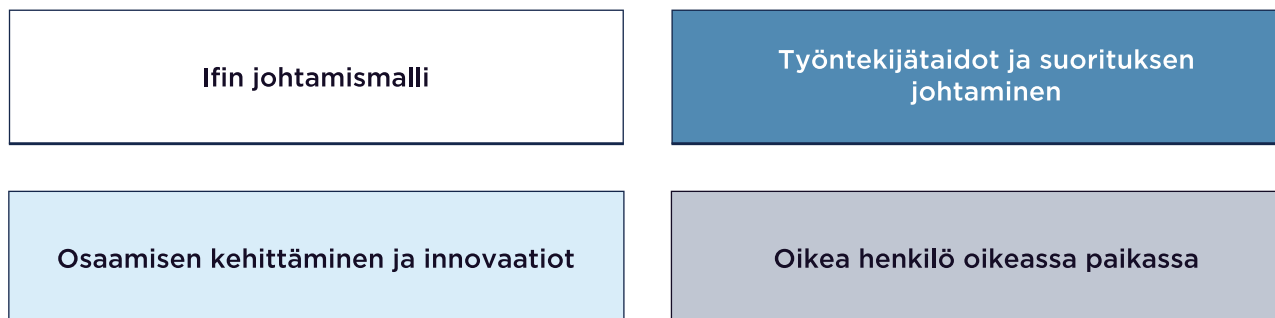 Ifin johtamismalli
Työntekijätaidot ja suorituksen
johtaminen
Osaamisen kehittäminen ja innovaatiot
Oikea henkilö oikeassa paikassa